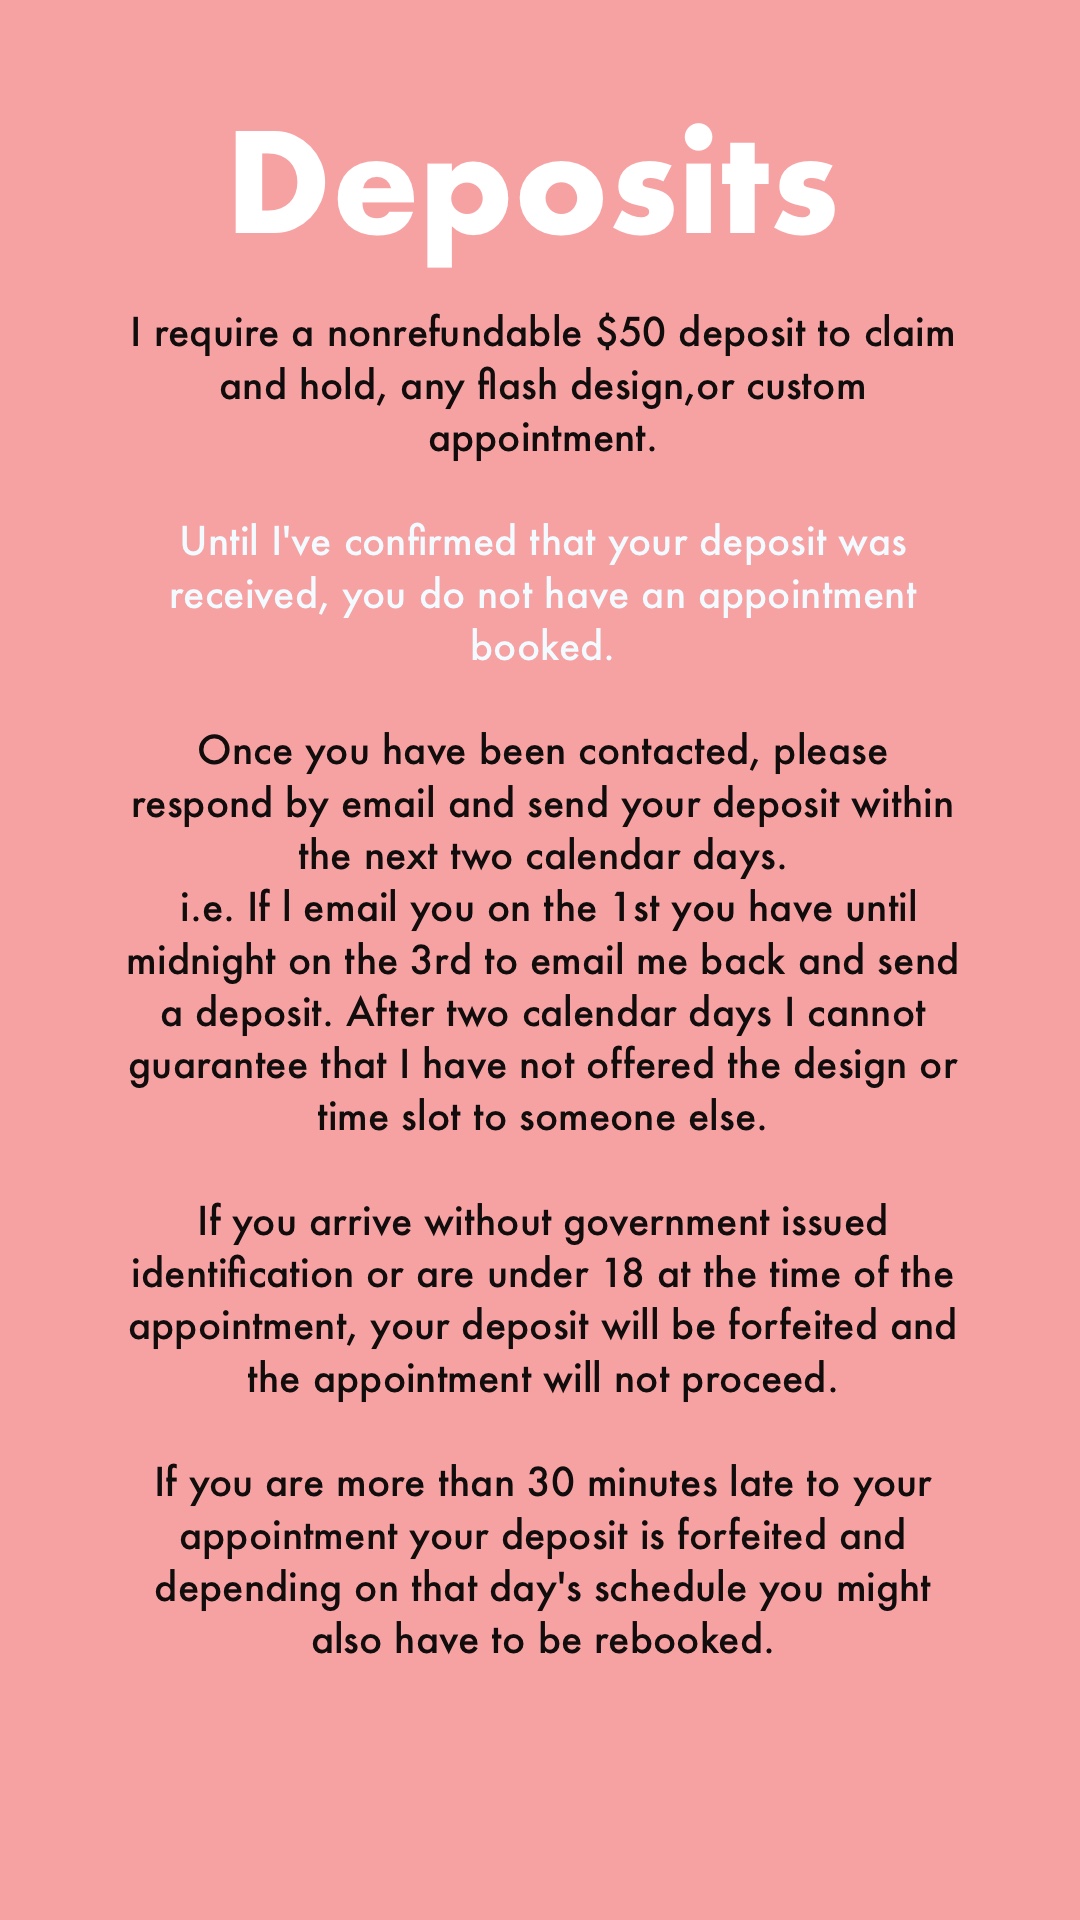 Deposits
I require a nonrefundable $50 deposit to claim
and hold, any flash design,or custom
appointment.
Until I've confirmed that your deposit was
received, you do not have an appointment
booked.
Once you have been contacted, please
respond by email and send your deposit within
the next two calendar days.
i.e. If l email you on the 1st you have until
midnight on the 3rd to email me back and send
a deposit. After two calendar days I cannot
guarantee that I have not offered the design or
time slot to someone else.
If you arrive without government issued
identification or are under 18 at the time of the
appointment, your deposit will be forfeited and
the appointment will not proceed.
If you are more than 30 minutes late to your
appointment your deposit is forfeited and
depending on that day's schedule you might
also have to be rebooked.